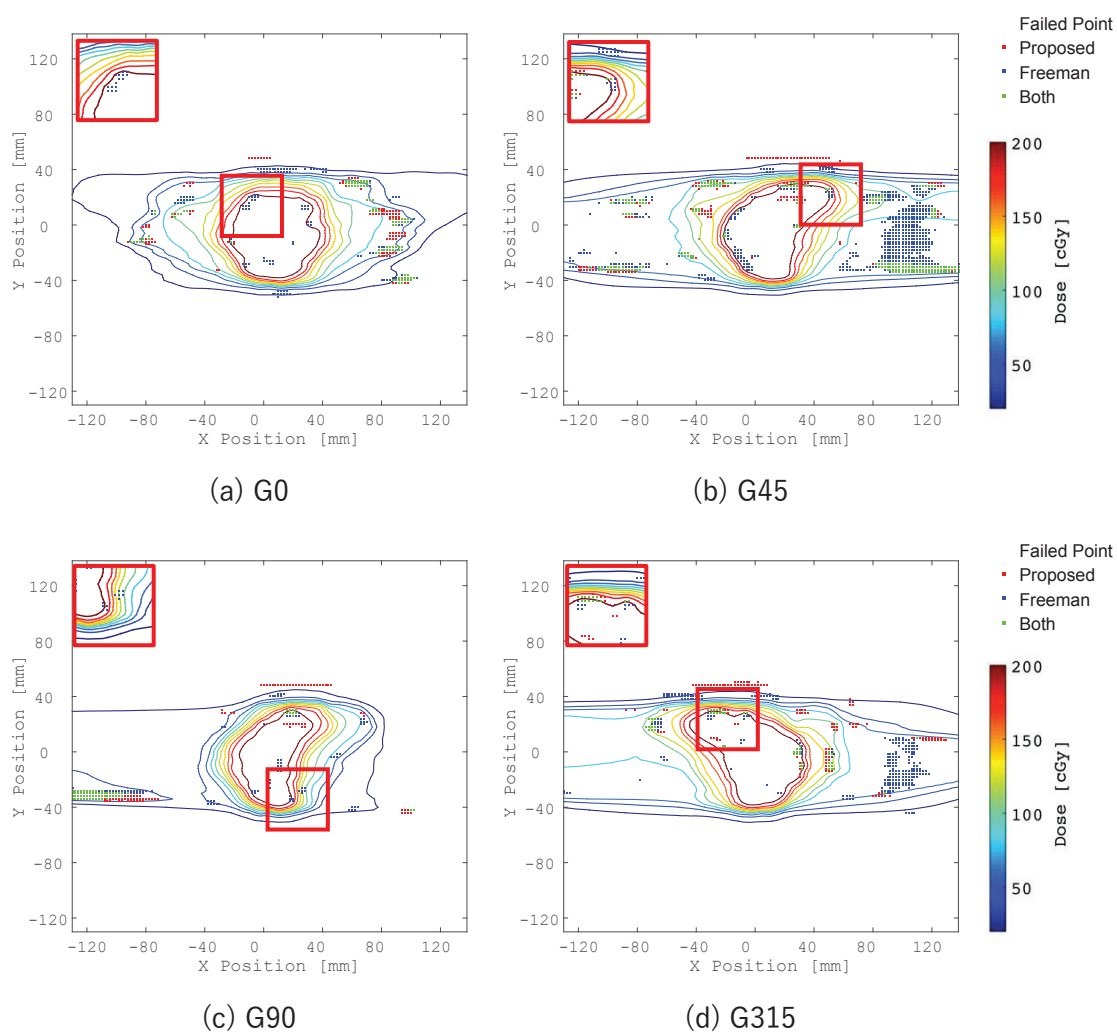 Failed Point
Proposed
Freeman
Both
120
80
40
0
-40
-80
-120
Y Position [mm]
-120 -80 -40 0 40 80 120
X Position [mm]
(a) G0
120
80
40
0
-40
-80
-120
Y Position [mm]
-120 -80 -40 0 40 80 120
X Position [mm]
(b) G45
200
150
100
50
Dose [cGy]
Failed Point
Proposed
Freeman
Both
120
80
40
0
-40
-80
-120
Y Position [mm]
-120 -80 -40 0 40 80 120
X Position [mm]
(c) G90
120
80
40
0
-40
-80
-120
Y Position [mm]
-120 -80 -40 0 40 80 120
X Position [mm]
(d) G315
200
150
100
50
Dose [cGy]